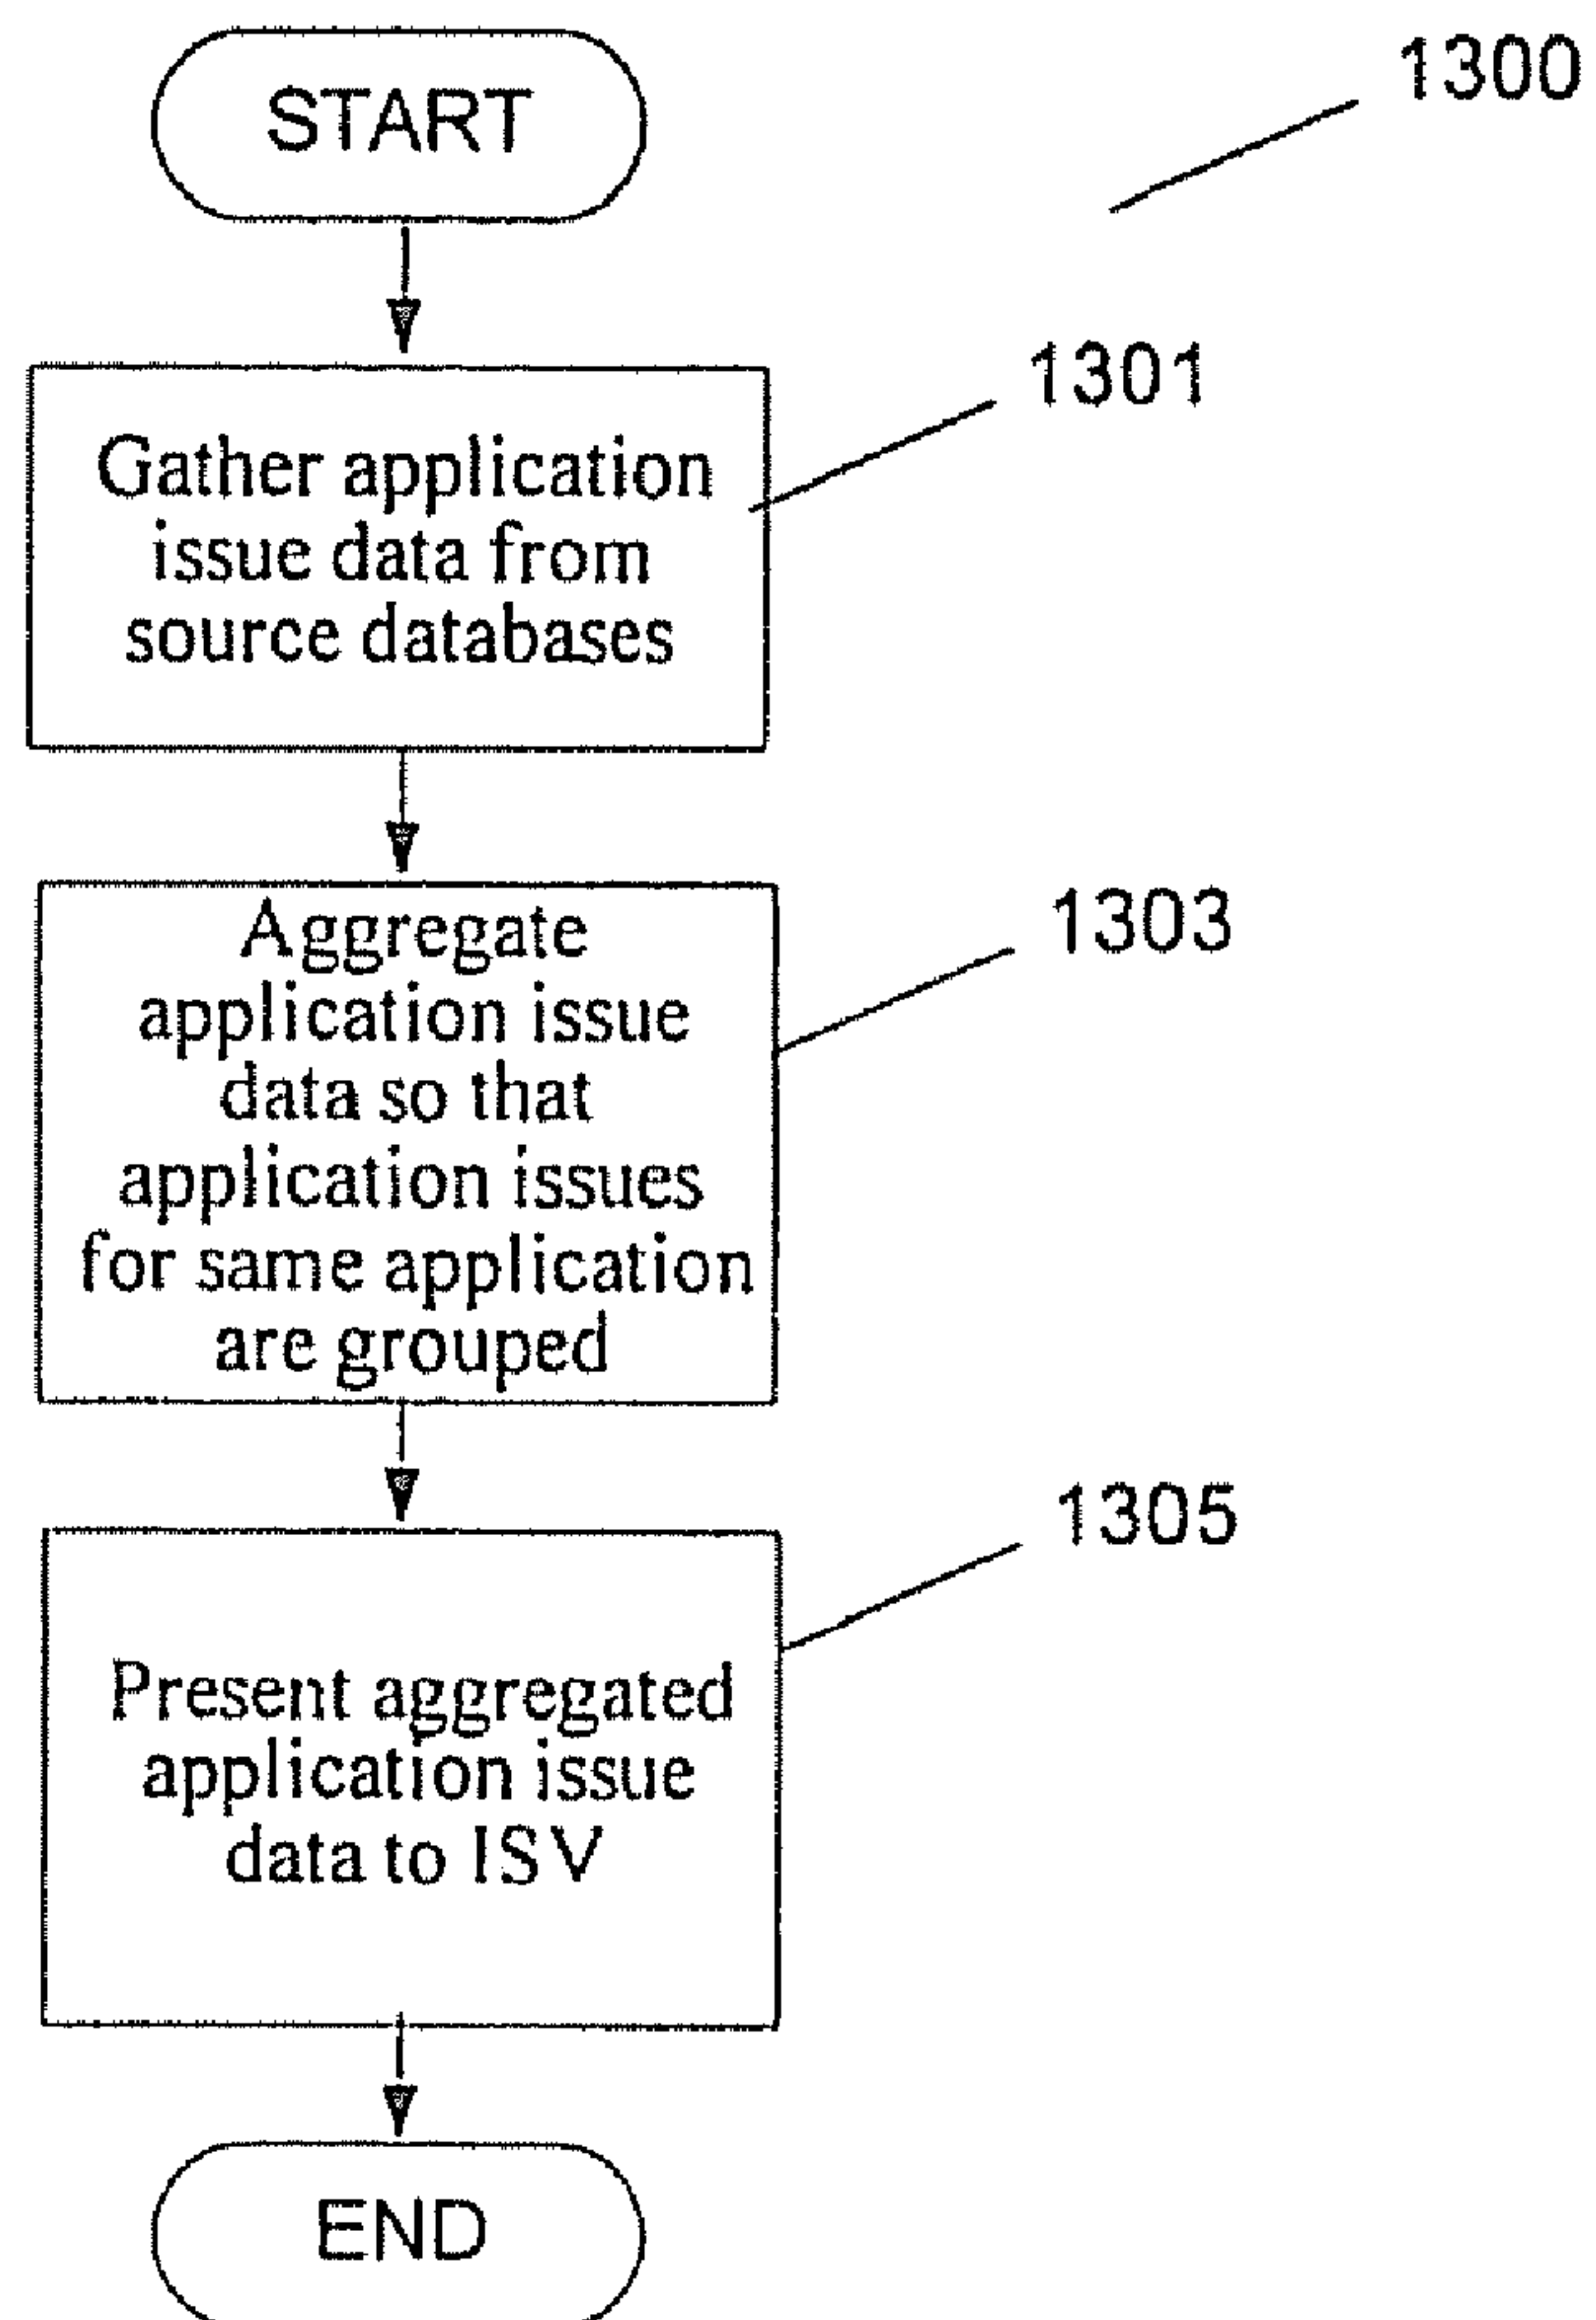 START
1300
1301
Gather application
issue data from
source databases
1303
Aggregate
application issue
data so that
application issues
for same application
are grouped
1305
Present aggregated
application issue
data to ISV
END